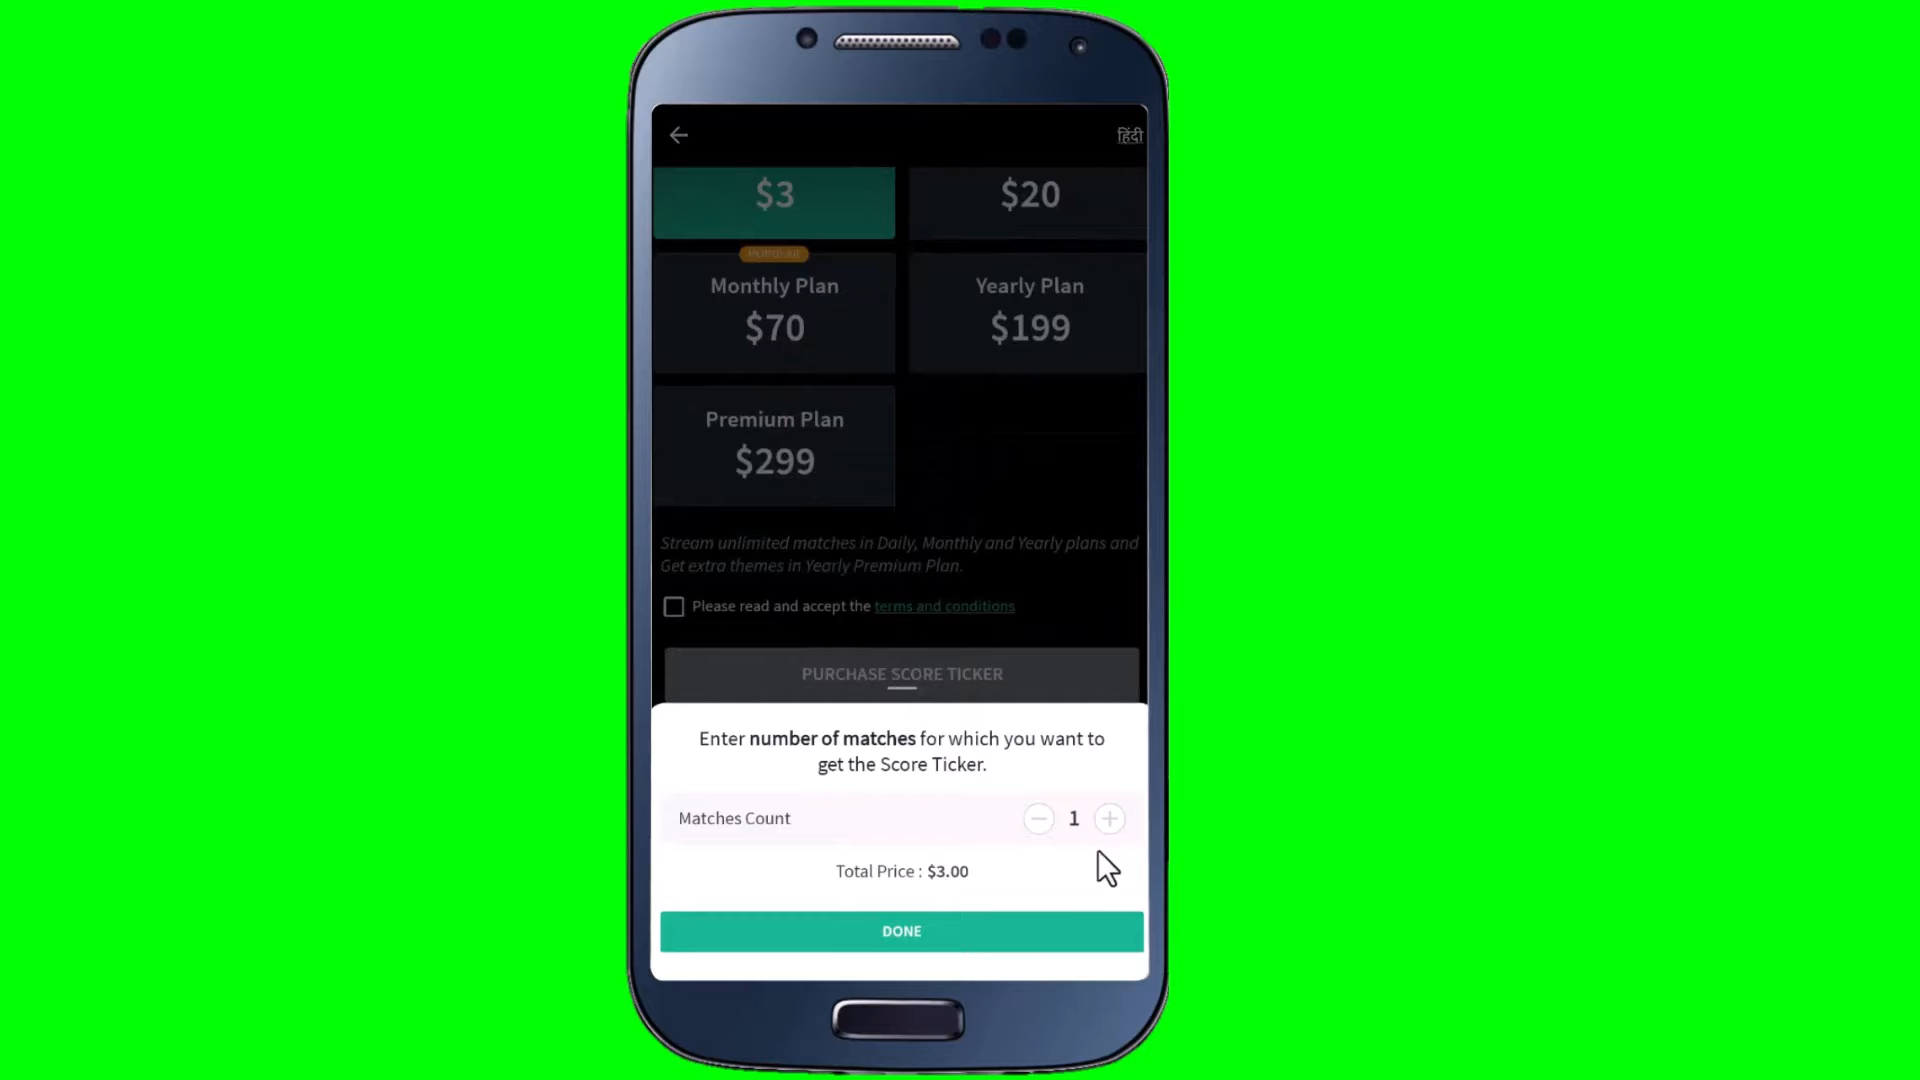 हिंदी
$3
$20
Monthly Plan
$70
Yearly Plan
$199
Premium Plan
$299
Stream unlimited matches in Daily, Monthly and Yearly plans and
Get extra themes in Yearly Premium Plan.
Please read and accept the terms and conditions
PURCHASE SCORE TICKER
Enter number of matches for which you want to
get the Score Ticker.
Matches Count
1
Total Price : $3.00
DONE